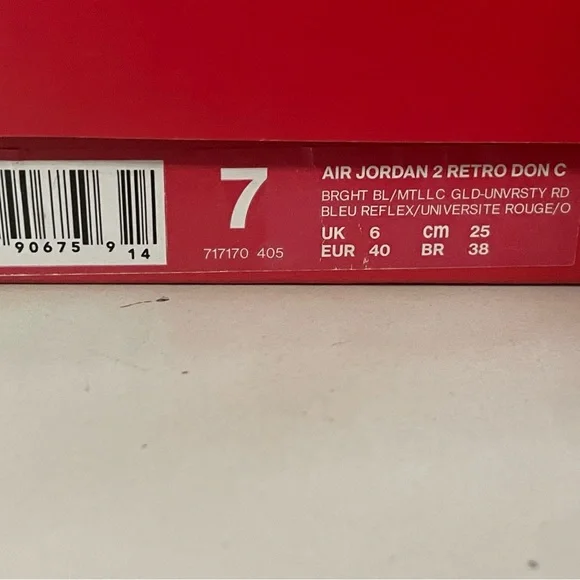 AIR JORDAN 2 RETRO DON C
BRGHT BL/MTLLC GLD-UNVRSTY RD
BLEU REFLEX/UNIVERSITE ROUGE/O
7
UK 6 cm 25
EUR 40 BR 38
717170 405
90675 9 14